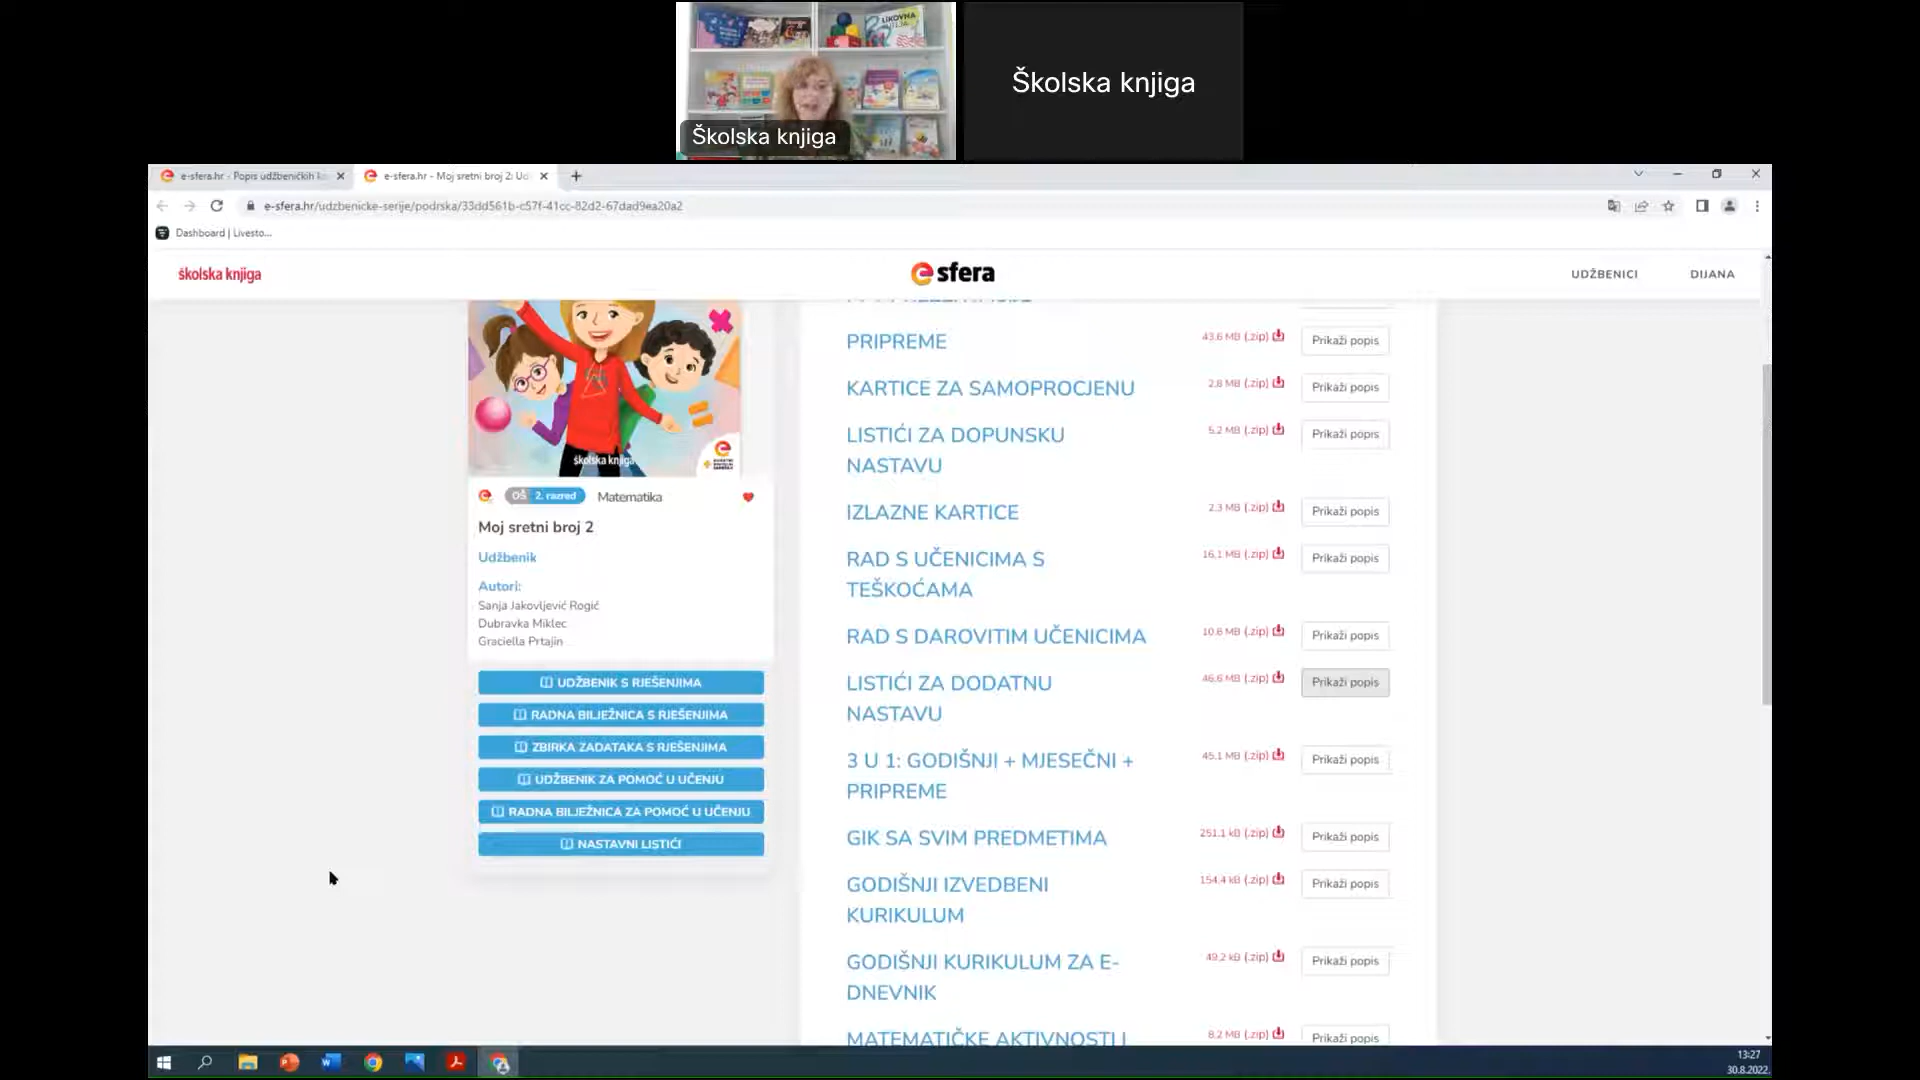 LIKOVNA
Školska knjiga
Školska knjiga
e-sfera.hr - Popis udžbeničkih
e-sfera.hr - Moj sretni broj 2: Ud
e-sfera.hr/udzbenicke-serije/podrska/33dd561b-c57f-41cc-82d2-67dad9ea20a2
Dashboard | Livesto...
školska knjiga
esfera
UDŽBENICI
DIJANA
školska knjiga
OŠ 2. razred Matematika
Moj sretni broj 2
Udžbenik
Autori:
Sanja Jakovljević Rogić
Dubravka Miklec
Graciella Prtajin
UDŽBENIK S RJEŠENJIMA
RADNA BILJEŽNICA S RJEŠENJIMA
ZBIRKA ZADATAKA S RJEŠENJIMA
UDŽBENIK ZA POMOĆ U UČENJU
RADNA BILJEŽNICA ZA POMOĆ U UČENJU
NASTAVNI LISTIĆI
PRIPREME 43.6 MB (.zip) Prikaži popis
KARTICE ZA SAMOPROCJENU 2.8 MB (.zip) Prikaži popis
LISTIĆI ZA DOPUNSKU 5.2 MB (.zip) Prikaži popis
NASTAVU
IZLAZNE KARTICE 2.3 MB (.zip) Prikaži popis
RAD S UČENICIMA S 16.1 MB (.zip) Prikaži popis
TEŠKOĆAMA
RAD S DAROVITIM UČENICIMA 10.8 MB (.zip) Prikaži popis
LISTIĆI ZA DODATNU 46.6 MB (.zip) Prikaži popis
NASTAVU
3 U 1: GODIŠNJI + MJESEČNI + 45.1 MB (.zip) Prikaži popis
PRIPREME
GIK SA SVIM PREDMETIMA 251.1 kB (.zip) Prikaži popis
GODIŠNJI IZVEDBENI 154.4 kB (.zip) Prikaži popis
KURIKULUM
GODIŠNJI KURIKULUM ZA E- 49.2 kB (.zip) Prikaži popis
DNEVNIK
MATEMATIČKE AKTIVNOSTI I 8.2 MB (.zip) Prikaži popis
13:27
30.8.2022.